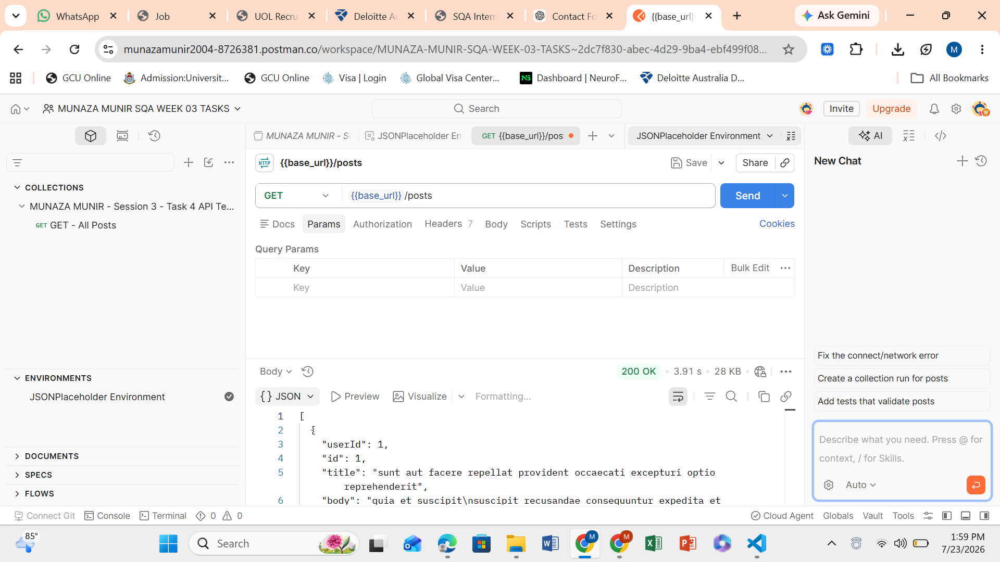 WhatsApp
Job
UOL Recru
Deloitte Au
SQA Intern
Contact Fo
{{base_url}}
Ask Gemini
munazamunir2004-8726381.postman.co/workspace/MUNAZA-MUNIR-SQA-WEEK-03-TASKS~2dc7f830-abec-4d29-9ba4-ebf499f08...
M
GCU Online
Admission:Universit...
GCU Online
Visa | Login
Global Visa Center...
N5
Dashboard | NeuroF...
Deloitte Australia D...
All Bookmarks
MUNAZA MUNIR SQA WEEK 03 TASKS
Search
Invite
Upgrade
M
MUNAZA MUNIR - S
JSONPlaceholder En
GET {{base_url}}/pos
JSONPlaceholder Environment
AI
HTTP
{{base_url}}/posts
Save
Share
New Chat
COLLECTIONS
MUNAZA MUNIR - Session 3 - Task 4 API Te...
GET GET - All Posts
GET
{{base_url}} /posts
Send
Docs
Params
Authorization
Headers 7
Body
Scripts
Tests
Settings
Cookies
Query Params
Key
Value
Description
Bulk Edit
Key
Value
Description
Fix the connect/network error
Create a collection run for posts
Add tests that validate posts
ENVIRONMENTS
JSONPlaceholder Environment
Body
200 OK
3.91 s
28 KB
{} JSON
Preview
Visualize
Formatting...
1 [
2 {
3 "userId": 1,
4 "id": 1,
5 "title": "sunt aut facere repellat provident occaecati excepturi optio
reprehenderit",
6 "body": "quia et suscipit\nsuscipit recusandae consequuntur expedita et
Describe what you need. Press @ for
context, / for Skills.
Auto
DOCUMENTS
SPECS
FLOWS
Connect Git
Console
Terminal
0
0
Cloud Agent
Globals
Vault
Tools
85°
Search
M
M
1:59 PM
7/23/2026